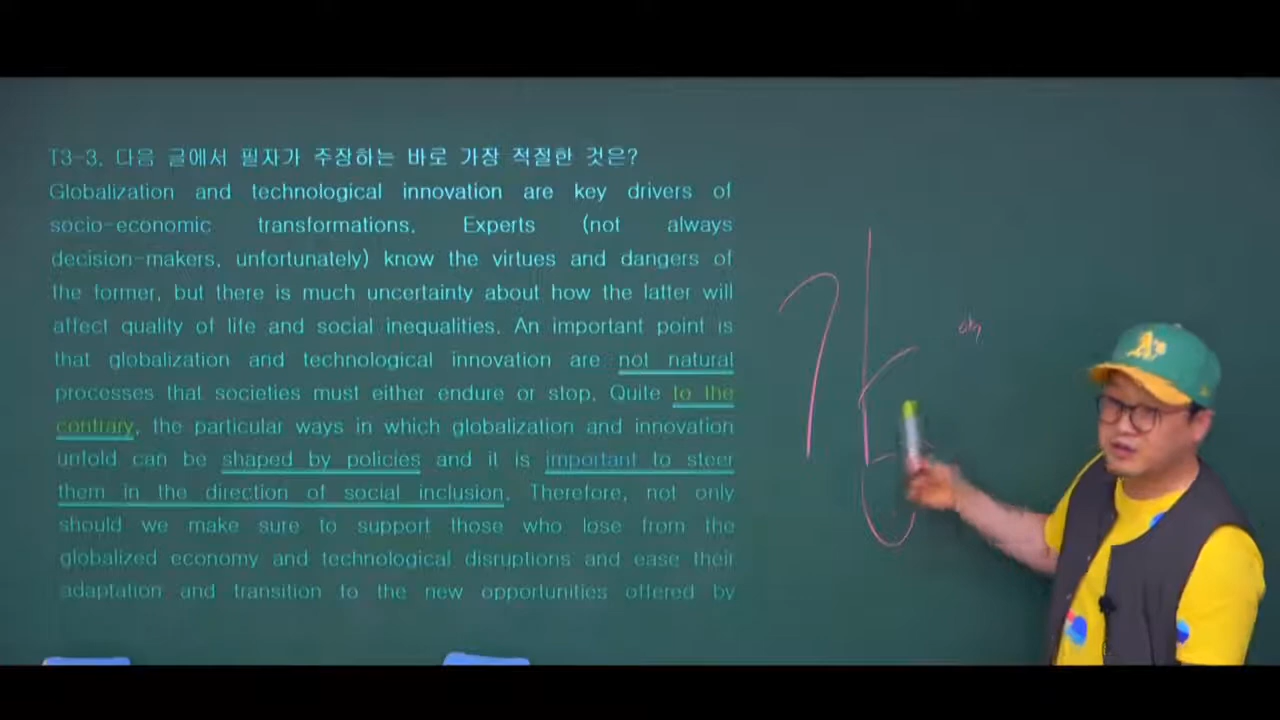 T3-3. 다음 글에서 필자가 주장하는 바로 가장 적절한 것은?
Globalization and technological innovation are key drivers of
socio-economic transformations. Experts (not always
decision-makers, unfortunately) know the virtues and dangers of
the former, but there is much uncertainty about how the latter will
affect quality of life and social inequalities. An important point is
that globalization and technological innovation are not natural
processes that societies must either endure or stop. Quite to the
contrary, the particular ways in which globalization and innovation
unfold can be shaped by policies and it is important to steer
them in the direction of social inclusion. Therefore, not only
should we make sure to support those who lose from the
globalized economy and technological disruptions and ease their
adaptation and transition to the new opportunities offered by